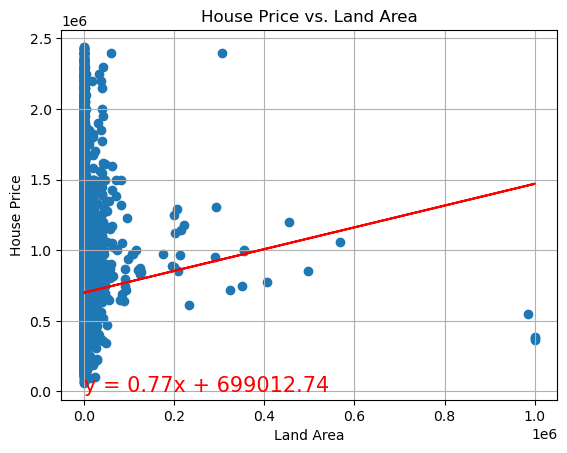 House Price vs. Land Area
1e6
2.5
2.0
1.5
1.0
0.5
0.0
House Price
y = 0.77x + 699012.74
0.0 0.2 0.4 0.6 0.8 1.0
1e6
Land Area